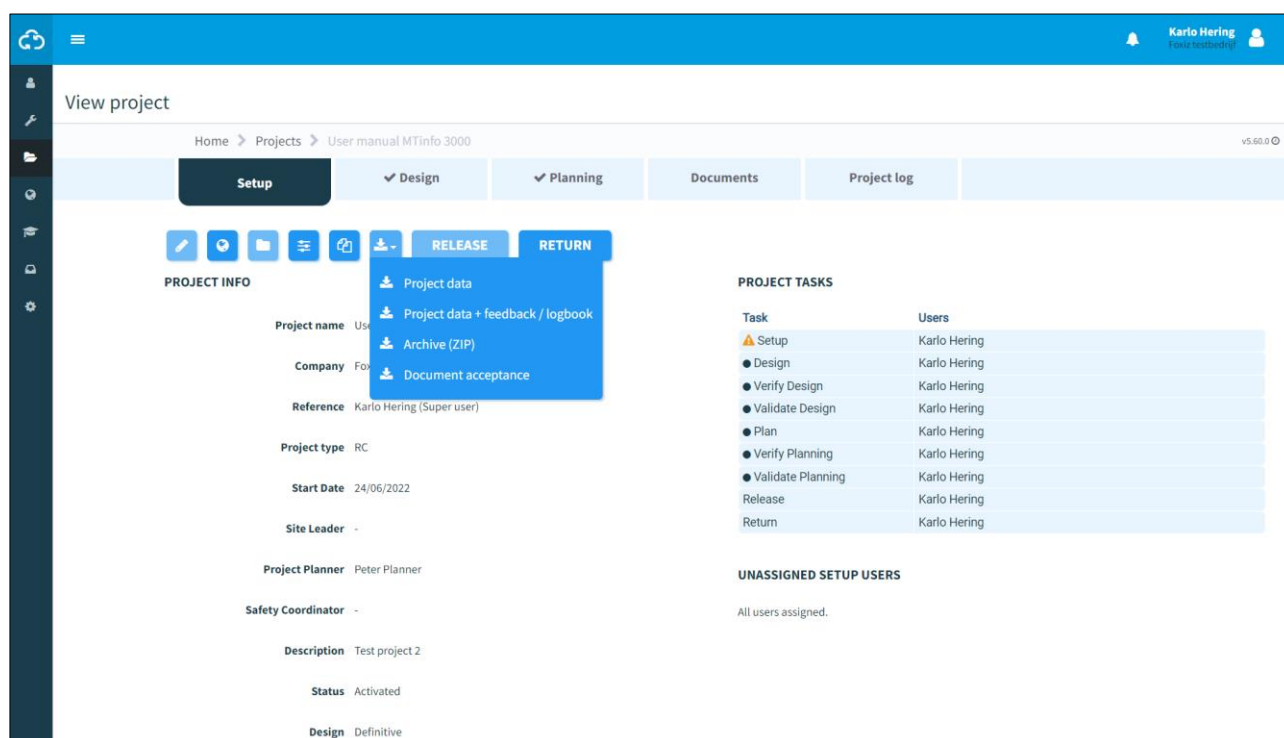 Karlo Hering
Foxiz testbedrijf
View project
Home Projects User manual MTinfo 3000
v5.60.0
Setup Design Planning Documents Project log
RELEASE RETURN
PROJECT INFO
Project data
Project data + feedback / logbook
Archive (ZIP)
Document acceptance
Project name
Company
Reference Karlo Hering (Super user)
Project type RC
Start Date 24/06/2022
Site Leader -
Project Planner Peter Planner
Safety Coordinator -
Description Test project 2
Status Activated
Design Definitive
PROJECT TASKS
Task Users
Setup Karlo Hering
Design Karlo Hering
Verify Design Karlo Hering
Validate Design Karlo Hering
Plan Karlo Hering
Verify Planning Karlo Hering
Validate Planning Karlo Hering
Release Karlo Hering
Return Karlo Hering
UNASSIGNED SETUP USERS
All users assigned.